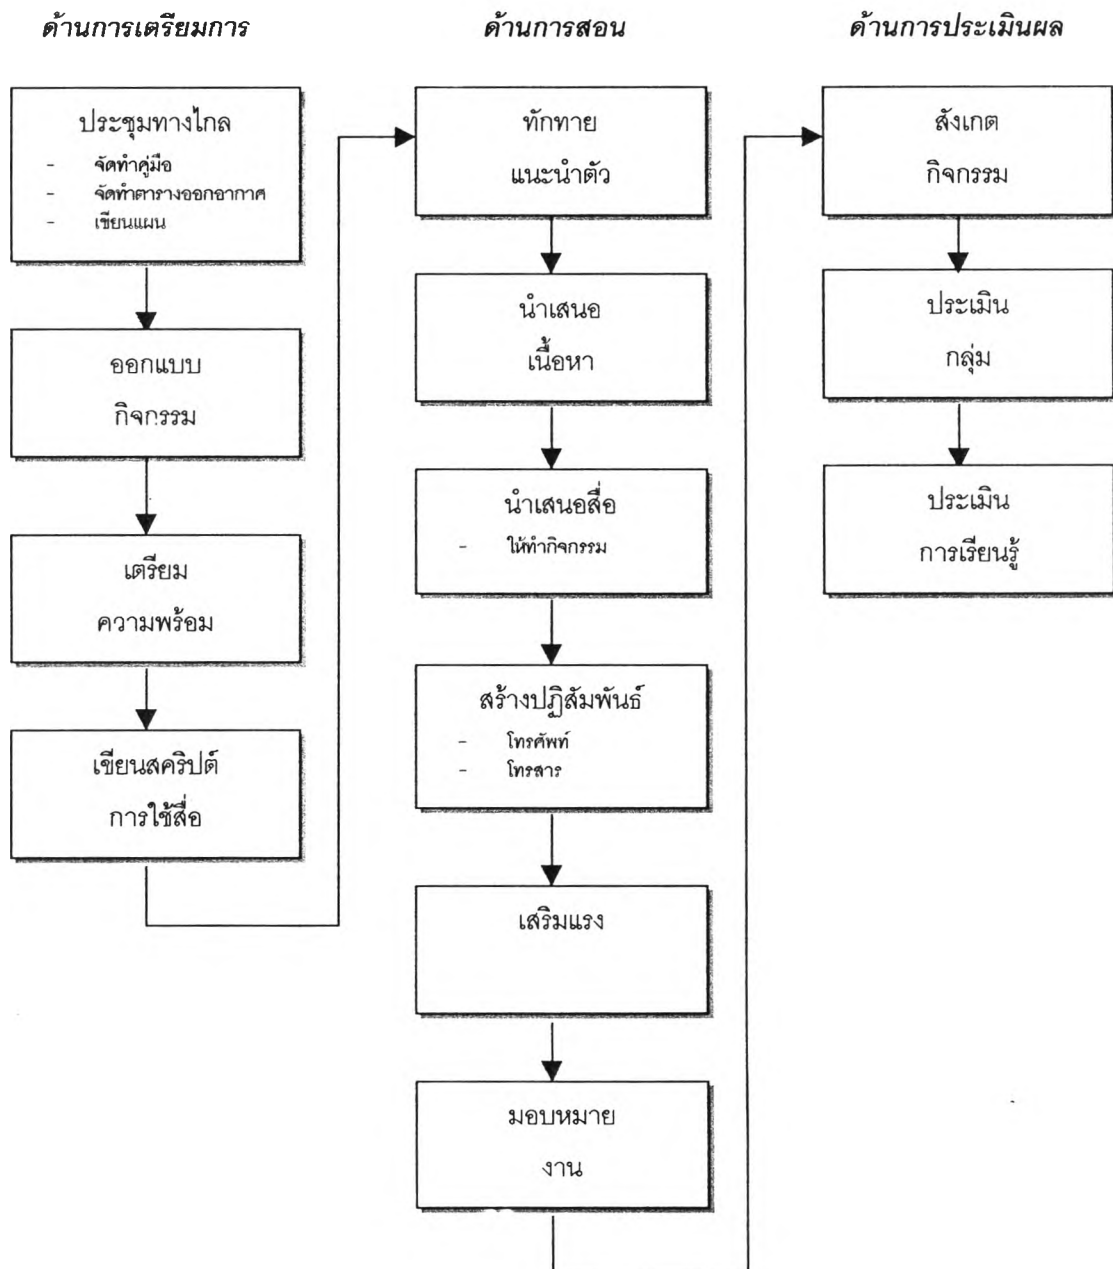 ด้านการเตรียมการ
ประชุมทางไกล
- จัดทำคู่มือ
- จัดทำตารางออกอากาศ
- เขียนแผน
ออกแบบ
กิจกรรม
เตรียม
ความพร้อม
เขียนสคริปต์
การใช้สื่อ
ด้านการสอน
ทักทาย
แนะนำตัว
นำเสนอ
เนื้อหา
นำเสนอสื่อ
- ให้ทำกิจกรรม
สร้างปฏิสัมพันธ์
- โทรศัพท์
- โทรสาร
เสริมแรง
มอบหมาย
งาน
ด้านการประเมินผล
สังเกต
กิจกรรม
ประเมิน
กลุ่ม
ประเมิน
การเรียนรู้